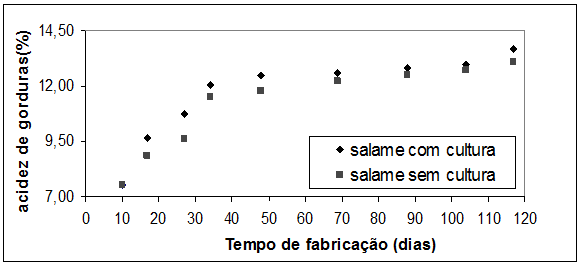 acidez de gorduras(%)
14,50
12,00
9,50
7,00
0 10 20 30 40 50 60 70 80 90 100 110 120
Tempo de fabricação (dias)
salame com cultura
salame sem cultura